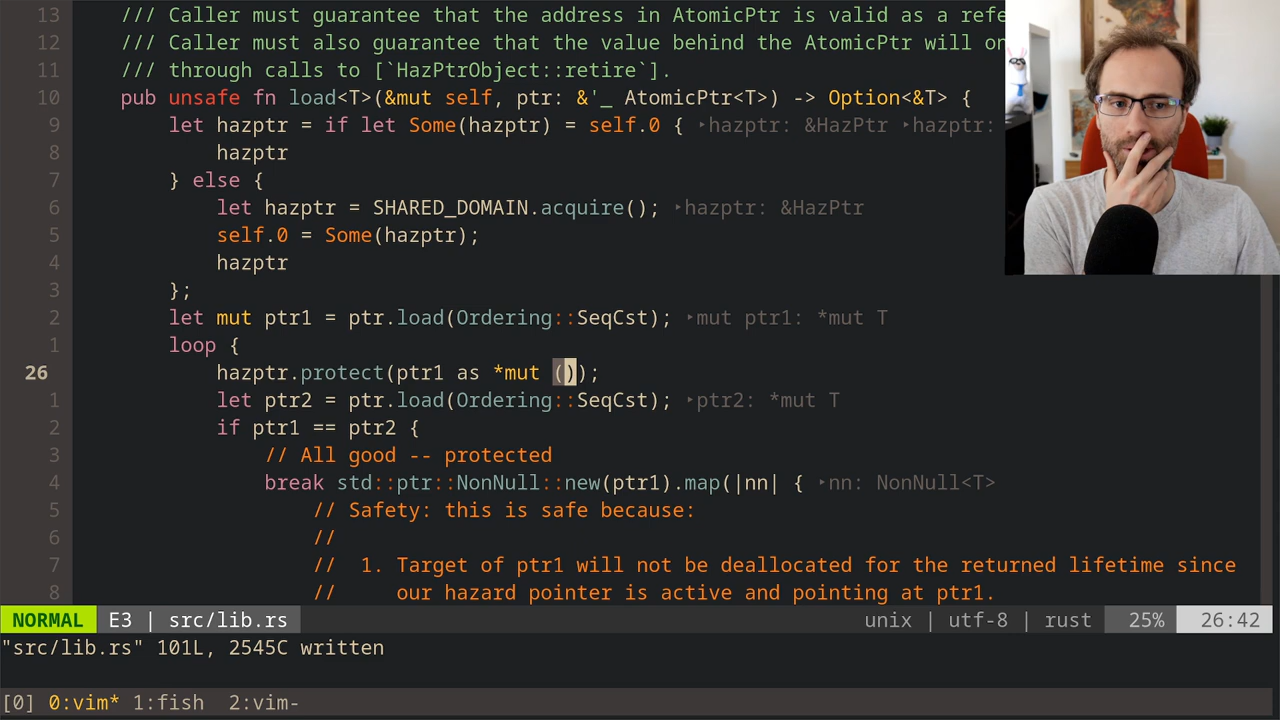 13 /// Caller must guarantee that the address in AtomicPtr is valid as a refe
12 /// Caller must also guarantee that the value behind the AtomicPtr will on
11 /// through calls to [`HazPtrObject::retire`].
10 pub unsafe fn load<T>(&mut self, ptr: &'_ AtomicPtr<T>) -> Option<&T> {
9 let hazptr = if let Some(hazptr) = self.0 { ‣hazptr: &HazPtr ‣hazptr:
8 hazptr
7 } else {
6 let hazptr = SHARED_DOMAIN.acquire(); ‣hazptr: &HazPtr
5 self.0 = Some(hazptr);
4 hazptr
3 };
2 let mut ptr1 = ptr.load(Ordering::SeqCst); ‣mut ptr1: *mut T
1 loop {
26 hazptr.protect(ptr1 as *mut ());
1 let ptr2 = ptr.load(Ordering::SeqCst); ‣ptr2: *mut T
2 if ptr1 == ptr2 {
3 // All good -- protected
4 break std::ptr::NonNull::new(ptr1).map(|nn| { ‣nn: NonNull<T>
5 // Safety: this is safe because:
6 //
7 // 1. Target of ptr1 will not be deallocated for the returned lifetime since
8 // our hazard pointer is active and pointing at ptr1.
NORMAL E3 | src/lib.rs unix | utf-8 | rust 25% 26:42
"src/lib.rs" 101L, 2545C written
[0] 0:vim* 1:fish 2:vim-